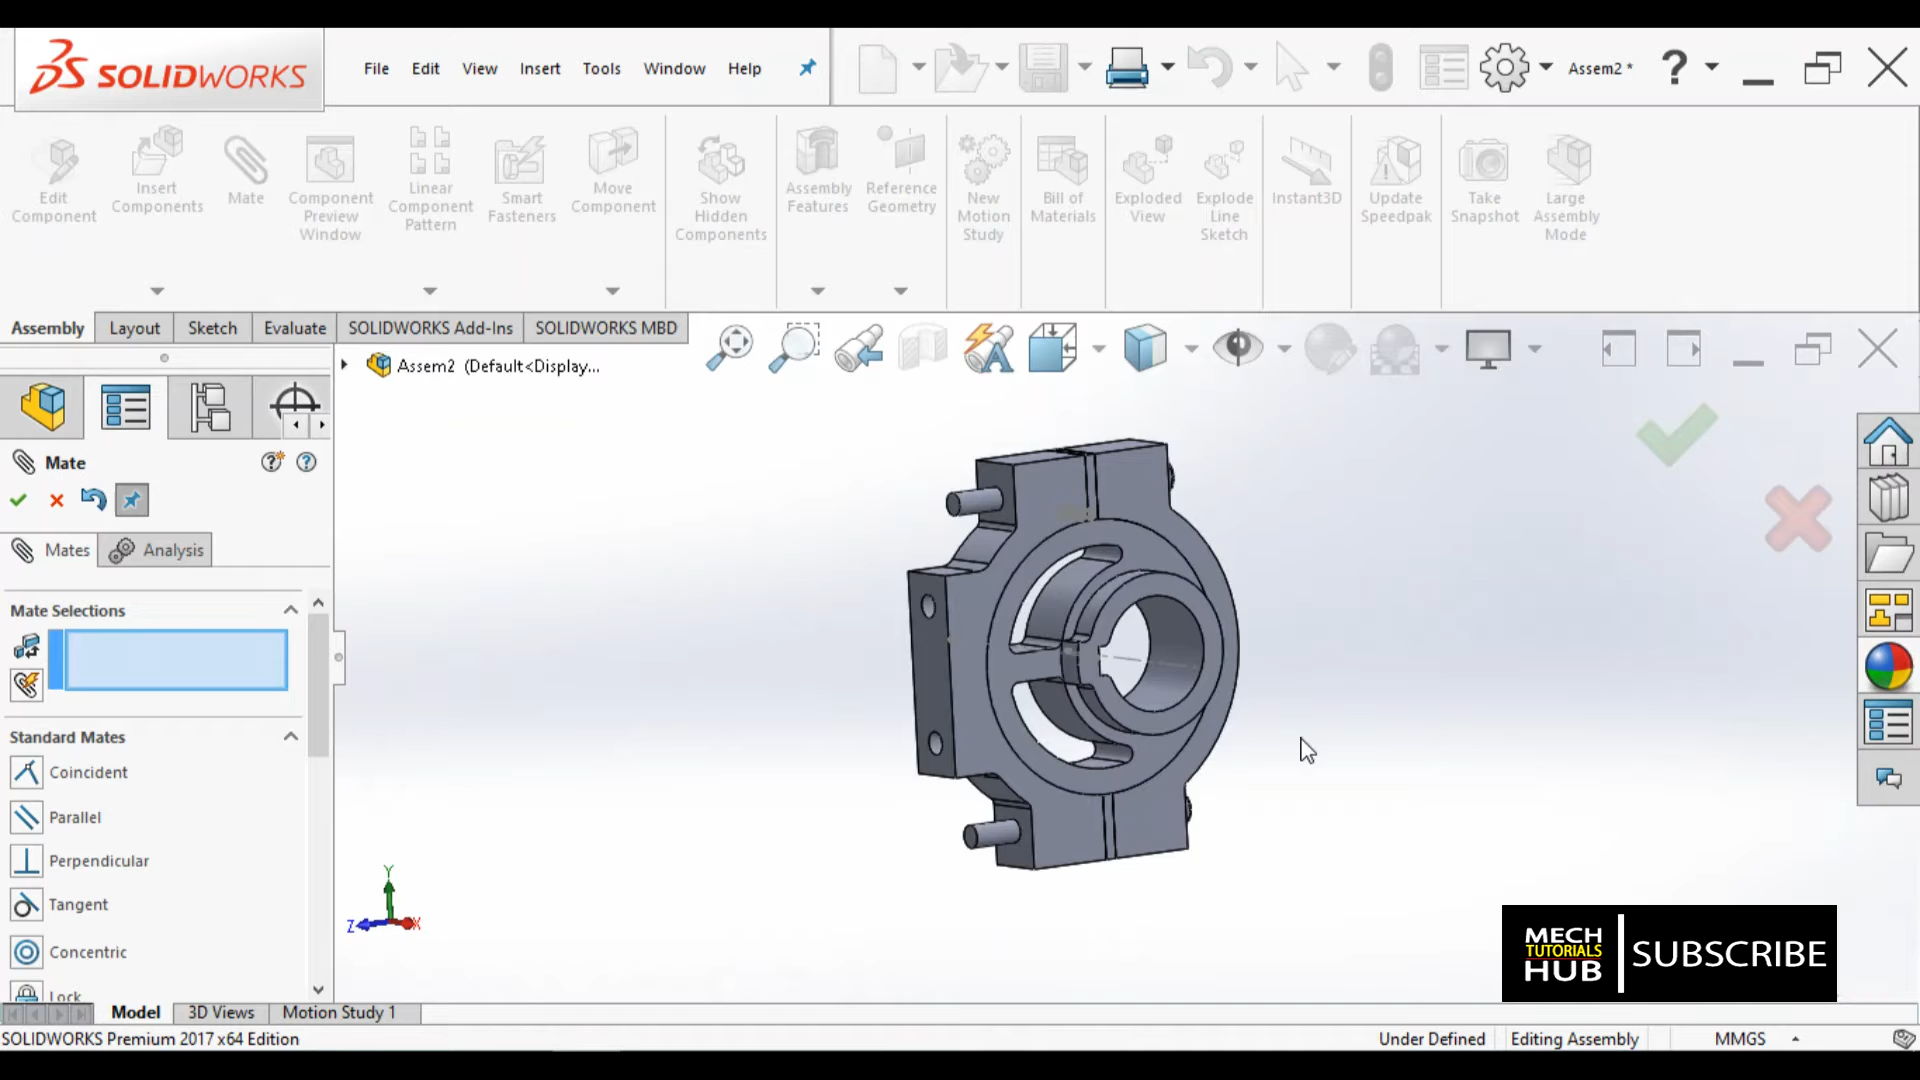 SOLIDWORKS
File Edit View Insert Tools Window Help
Assem2 *
?
Edit Component
Insert Components
Mate
Component Preview Window
Linear Component Pattern
Smart Fasteners
Move Component
Show Hidden Components
Assembly Features
Reference Geometry
New Motion Study
Bill of Materials
Exploded View
Explode Line Sketch
Instant3D
Update Speedpak
Take Snapshot
Large Assembly Mode
Assembly Layout Sketch Evaluate SOLIDWORKS Add-Ins SOLIDWORKS MBD
Assem2 (Default<Display...
Mate
Mates Analysis
Mate Selections
Standard Mates
Coincident
Parallel
Perpendicular
Tangent
Concentric
Lock
Y
Z
X
MECH
TUTORIALS
HUB
SUBSCRIBE
Model 3D Views Motion Study 1
SOLIDWORKS Premium 2017 x64 Edition
Under Defined Editing Assembly MMGS